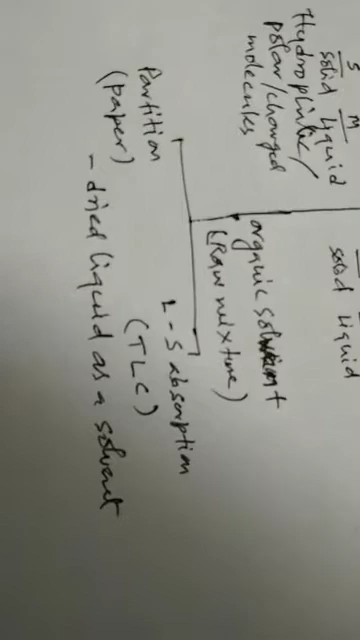 S M
solid liquid
Hydrophilic/
polar/charged
molecules
solid liquid
organic solvent
(Raw mixture)
Partition
(paper)
L-S absorption
(TLC)
- dried liquid as a solvent